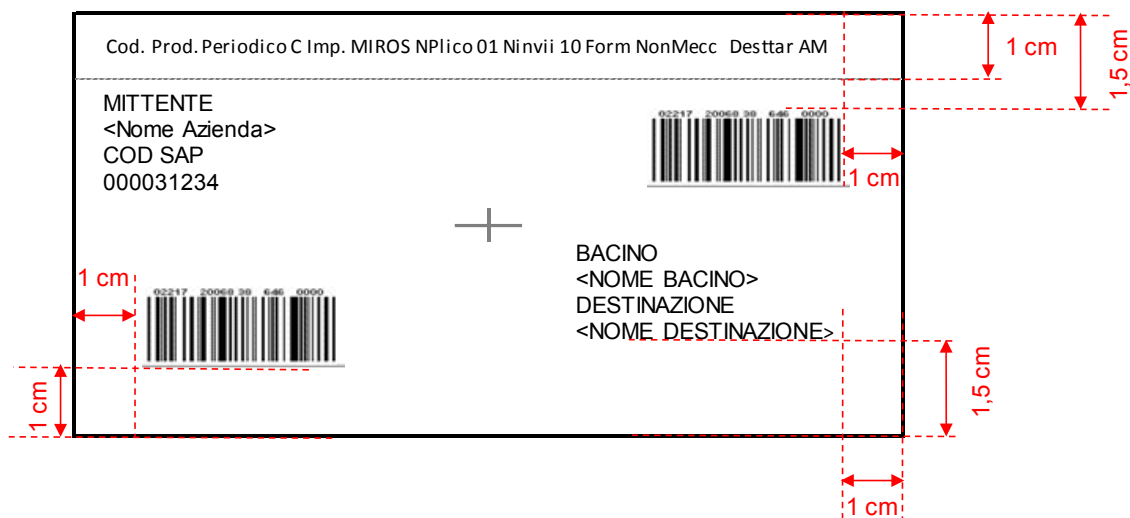 Cod. Prod. Periodico C Imp. MIROS NPlico 01 Ninvii 10 Form NonMecc Desttar AM
1 cm
1,5 cm
MITTENTE
<Nome Azienda>
COD SAP
000031234
02217 20068 38 646 0000
1 cm
BACINO
<NOME BACINO>
DESTINAZIONE
<NOME DESTINAZIONE>
1 cm
02217 20068 38 646 0000
1 cm
1,5 cm
1 cm